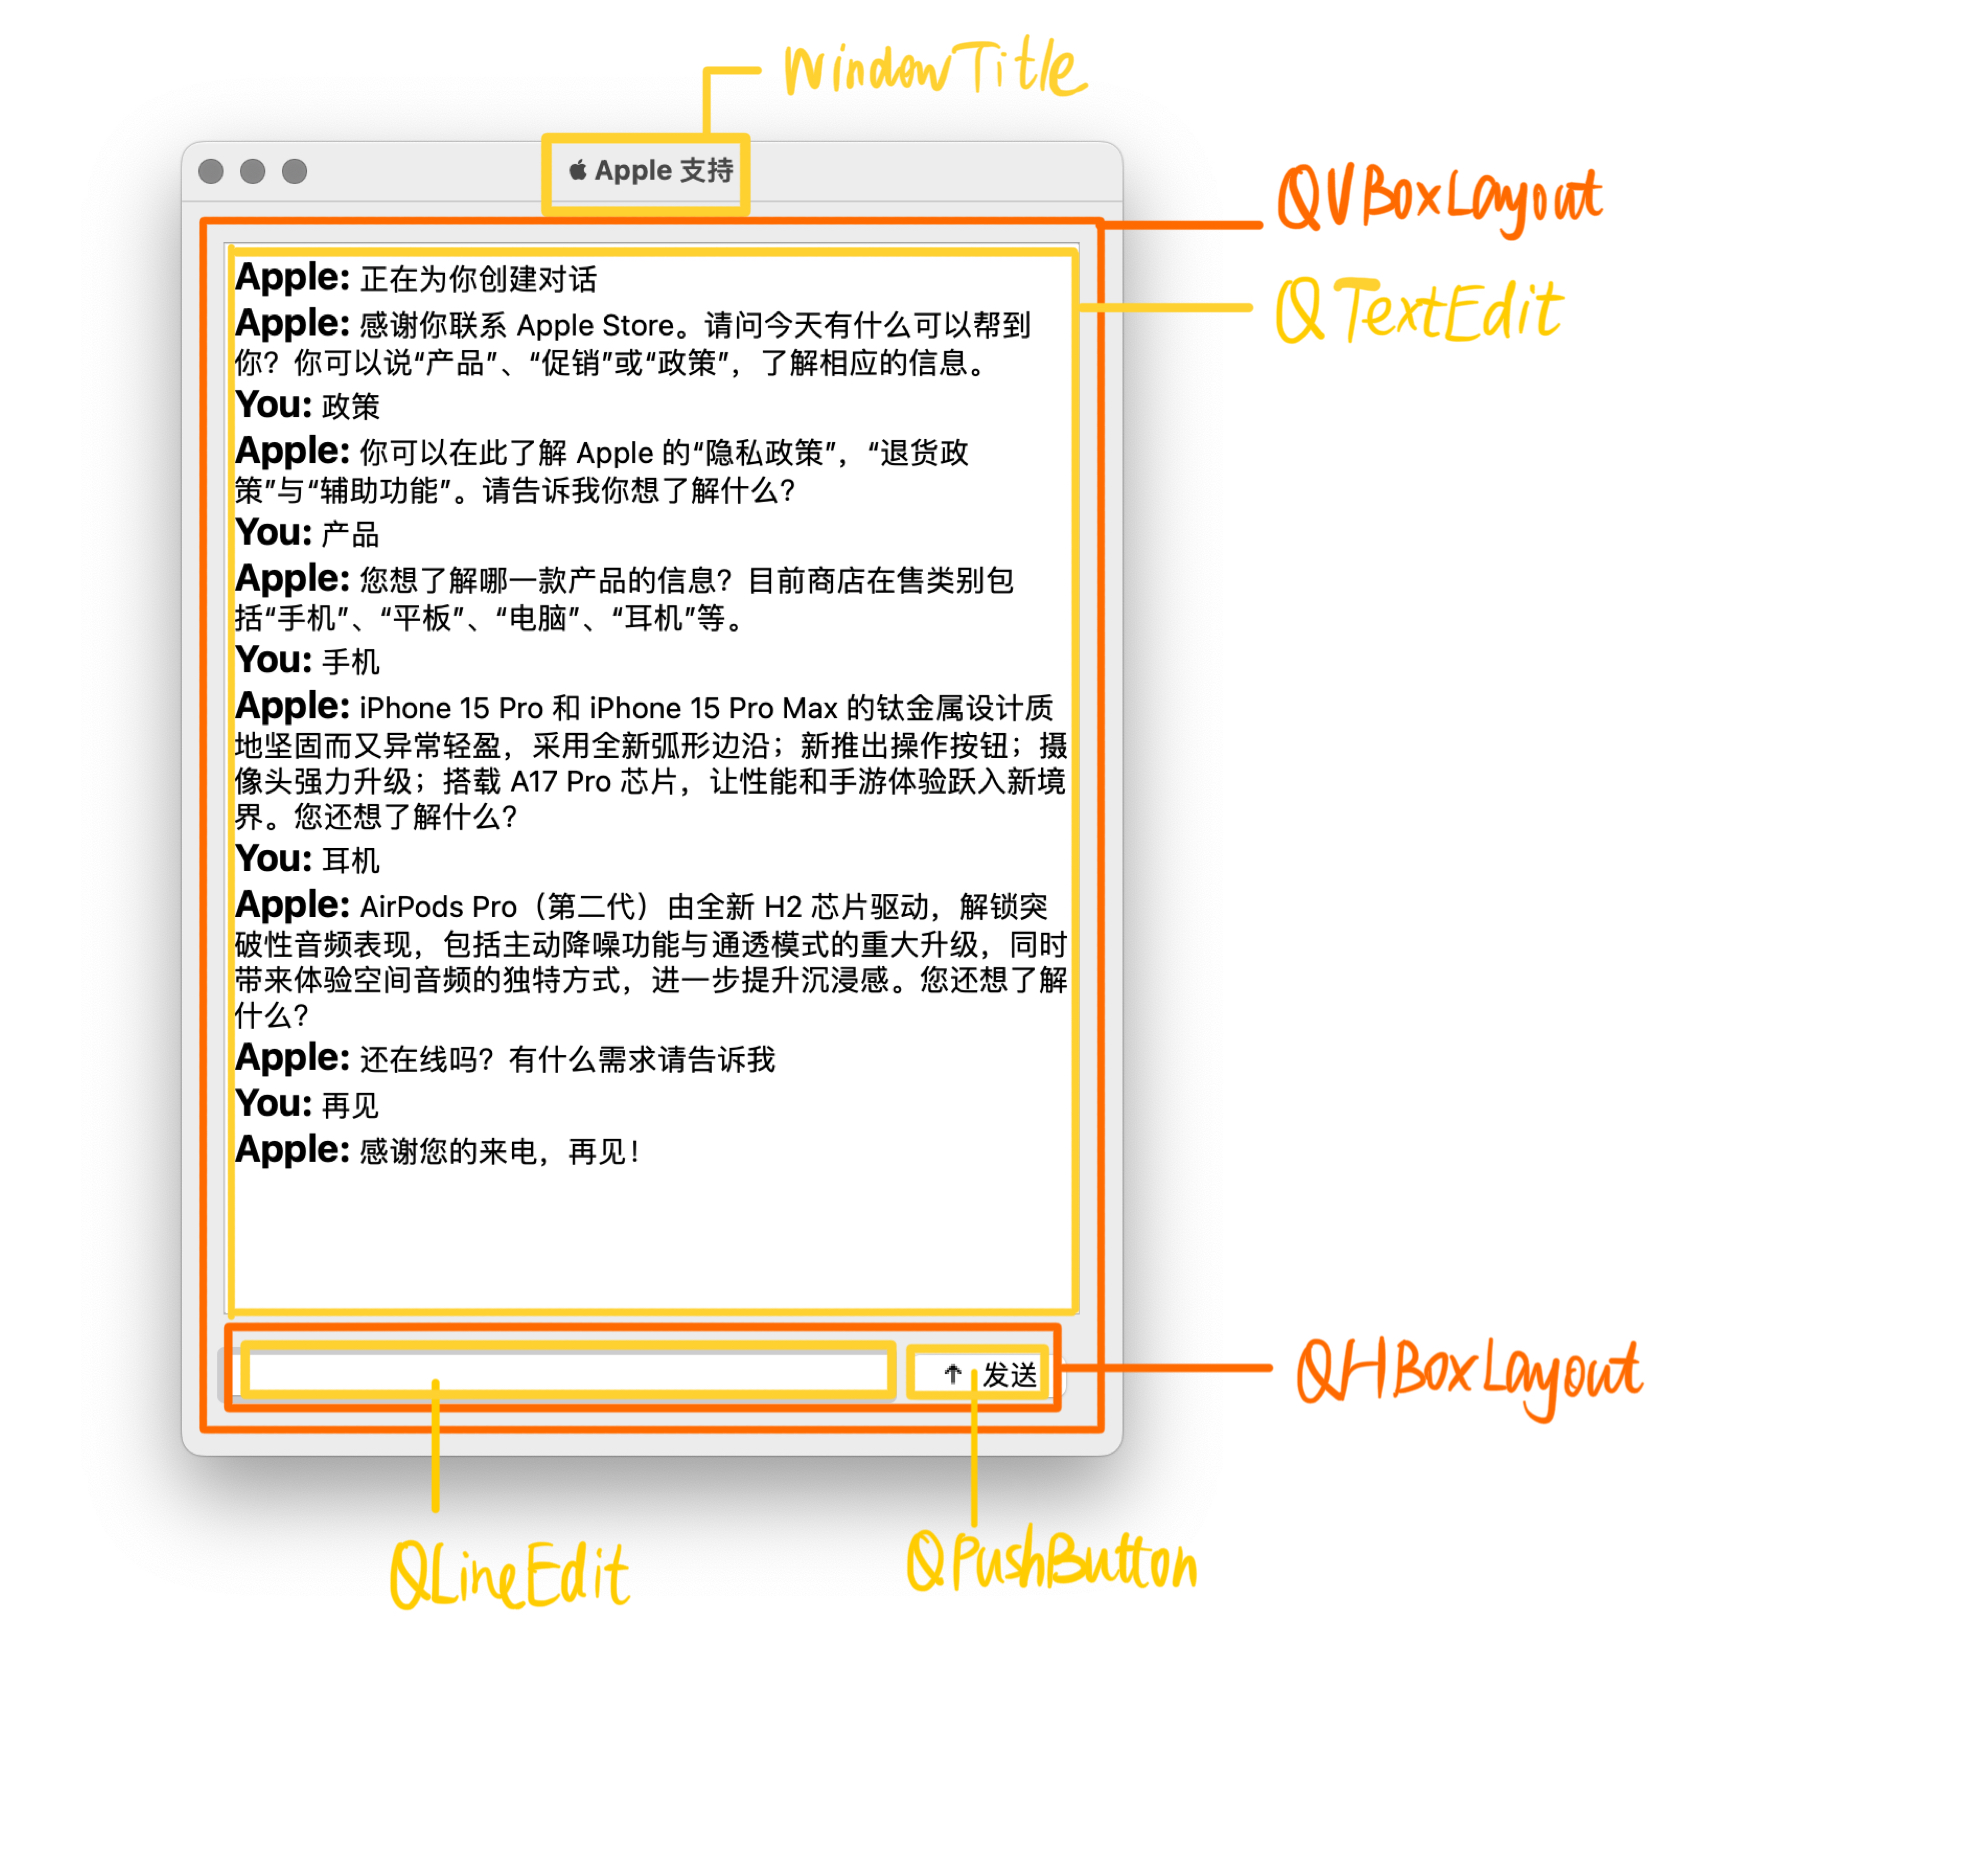 WindowTitle
Apple 支持
QVBoxLayout
QTextEdit
Apple: 正在为你创建对话
Apple: 感谢你联系 Apple Store。请问今天有什么可以帮到
你？你可以说“产品”、“促销”或“政策”，了解相应的信息。
You: 政策
Apple: 你可以在此了解 Apple 的“隐私政策”，“退货政
策”与“辅助功能”。请告诉我你想了解什么？
You: 产品
Apple: 您想了解哪一款产品的信息？目前商店在售类别包
括“手机”、“平板”、“电脑”、“耳机”等。
You: 手机
Apple: iPhone 15 Pro 和 iPhone 15 Pro Max 的钛金属设计质
地坚固而又异常轻盈，采用全新弧形边沿；新推出操作按钮；摄
像头强力升级；搭载 A17 Pro 芯片，让性能和手游体验跃入新境
界。您还想了解什么？
You: 耳机
Apple: AirPods Pro（第二代）由全新 H2 芯片驱动，解锁突
破性音频表现，包括主动降噪功能与通透模式的重大升级，同时
带来体验空间音频的独特方式，进一步提升沉浸感。您还想了解
什么？
Apple: 还在线吗？有什么需求请告诉我
You: 再见
Apple: 感谢您的来电，再见！
↑ 发送
QHBoxLayout
QLineEdit
QPushButton